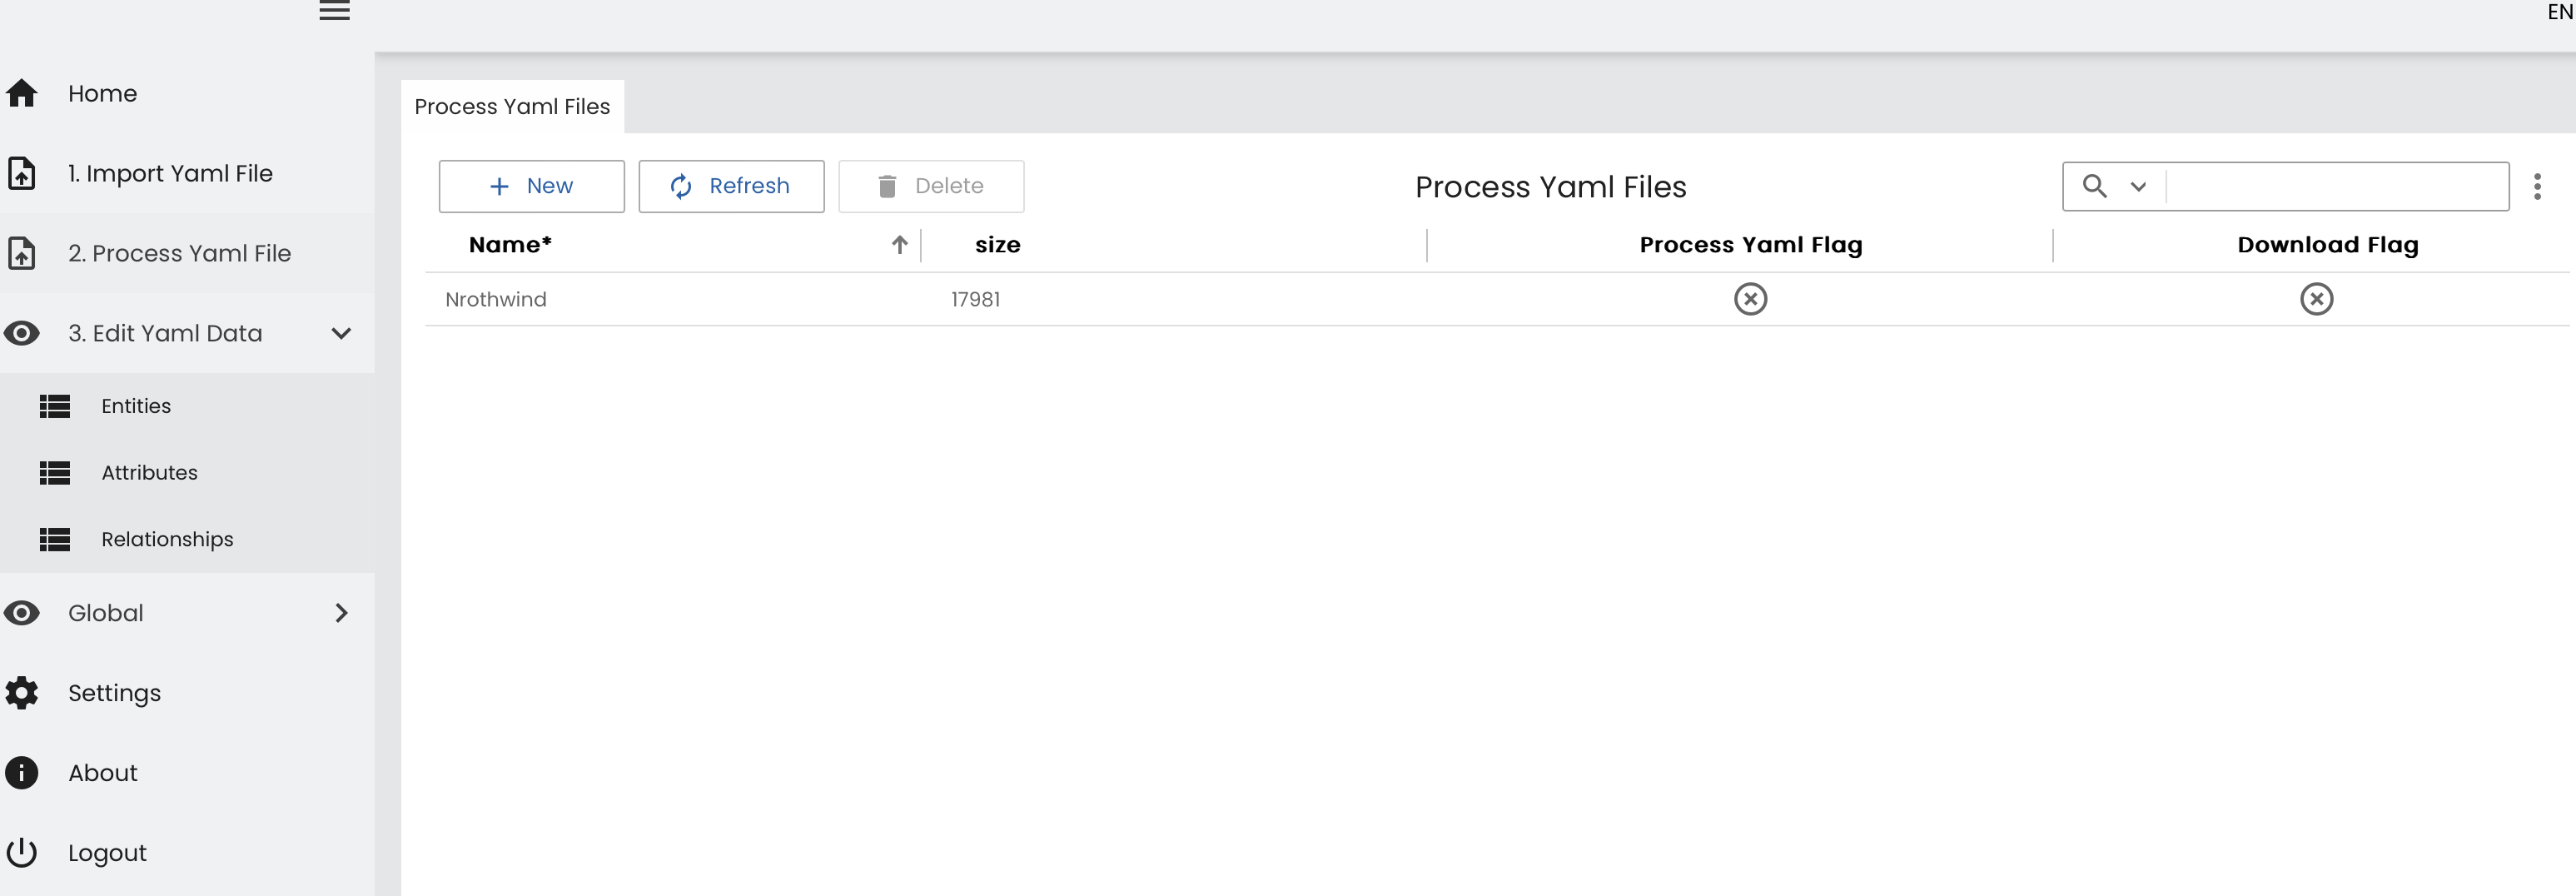 EN
Home
1. Import Yaml File
2. Process Yaml File
3. Edit Yaml Data
Entities
Attributes
Relationships
Global
Settings
About
Logout
Process Yaml Files
New
Refresh
Delete
Process Yaml Files
Name* size Process Yaml Flag Download Flag
Nrothwind 17981